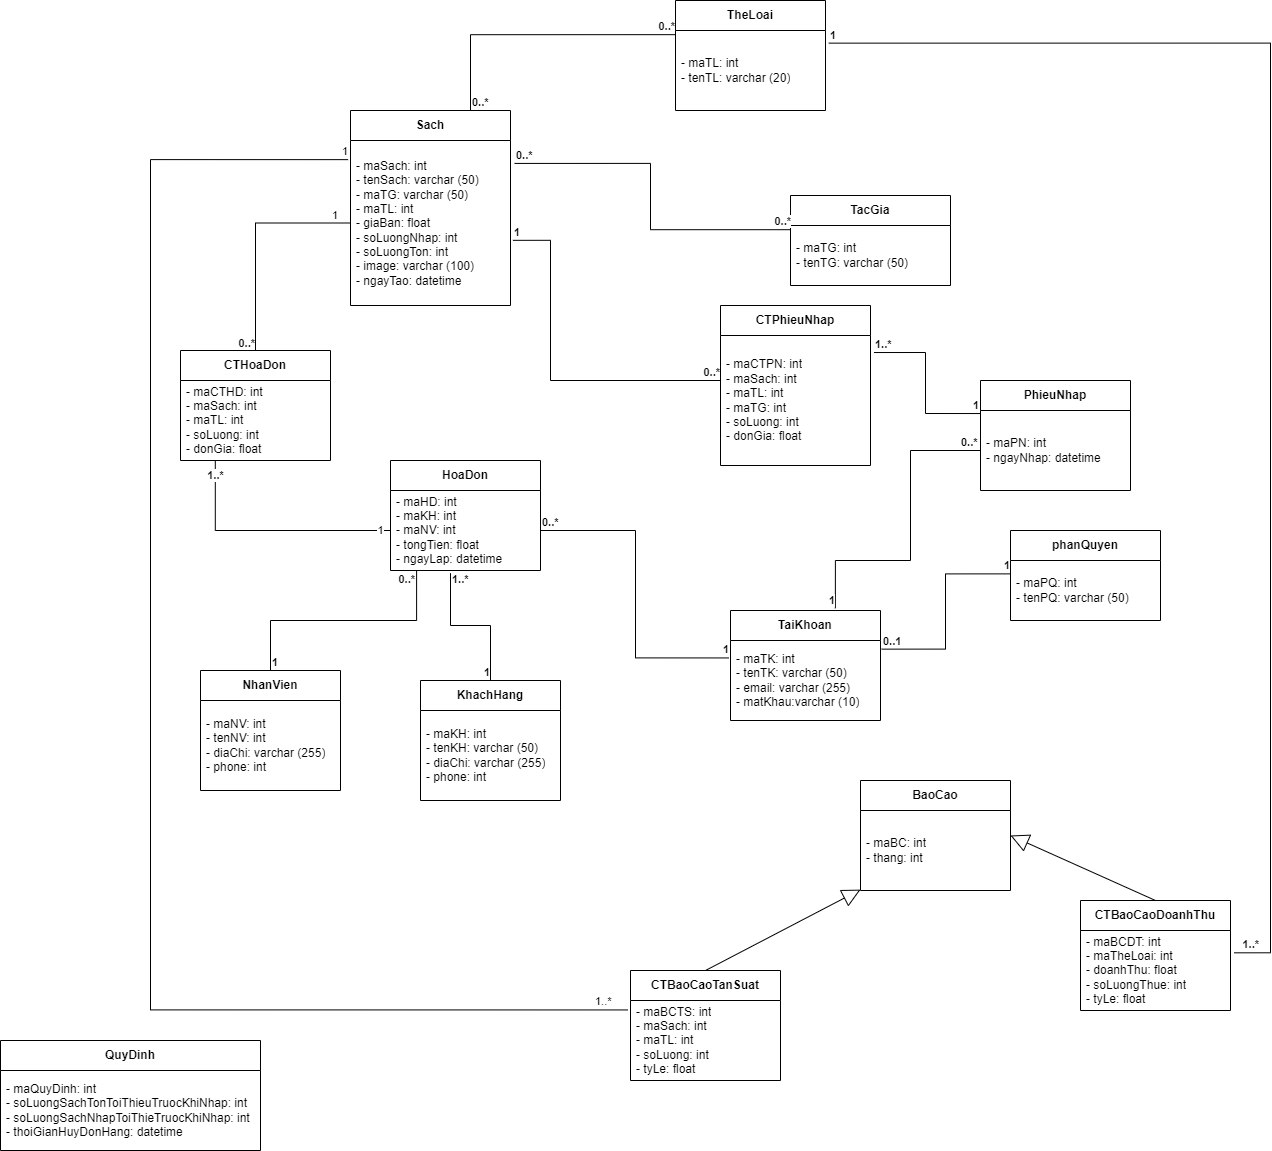 TheLoai
0..*
1
- maTL: int
- tenTL: varchar (20)
0..*
Sach
1
- maSach: int
- tenSach: varchar (50)
- maTG: varchar (50)
- maTL: int
- giaBan: float
- soLuongNhap: int
- soLuongTon: int
- image: varchar (100)
- ngayTao: datetime
0..*
1
1
TacGia
0..*
- maTG: int
- tenTG: varchar (50)
CTPhieuNhap
- maCTPN: int
- maSach: int
- maTL: int
- maTG: int
- soLuong: int
- donGia: float
0..*
1..*
0..*
CTHoaDon
- maCTHD: int
- maSach: int
- maTL: int
- soLuong: int
- donGia: float
1..*
PhieuNhap
1
- maPN: int
- ngayNhap: datetime
0..*
HoaDon
- maHD: int
- maKH: int
- maNV: int
- tongTien: float
- ngayLap: datetime
1
0..*
0..*
1..*
phanQuyen
1
- maPQ: int
- tenPQ: varchar (50)
1
TaiKhoan
- maTK: int
- tenTK: varchar (50)
- email: varchar (255)
- matKhau:varchar (10)
1
0..1
1
NhanVien
- maNV: int
- tenNV: int
- diaChi: varchar (255)
- phone: int
1
KhachHang
- maKH: int
- tenKH: varchar (50)
- diaChi: varchar (255)
- phone: int
BaoCao
- maBC: int
- thang: int
CTBaoCaoDoanhThu
- maBCDT: int
- maTheLoai: int
- doanhThu: float
- soLuongThue: int
- tyLe: float
1..*
CTBaoCaoTanSuat
- maBCTS: int
- maSach: int
- maTL: int
- soLuong: int
- tyLe: float
1..*
QuyDinh
- maQuyDinh: int
- soLuongSachTonToiThieuTruocKhiNhap: int
- soLuongSachNhapToiThieTruocKhiNhap: int
- thoiGianHuyDonHang: datetime